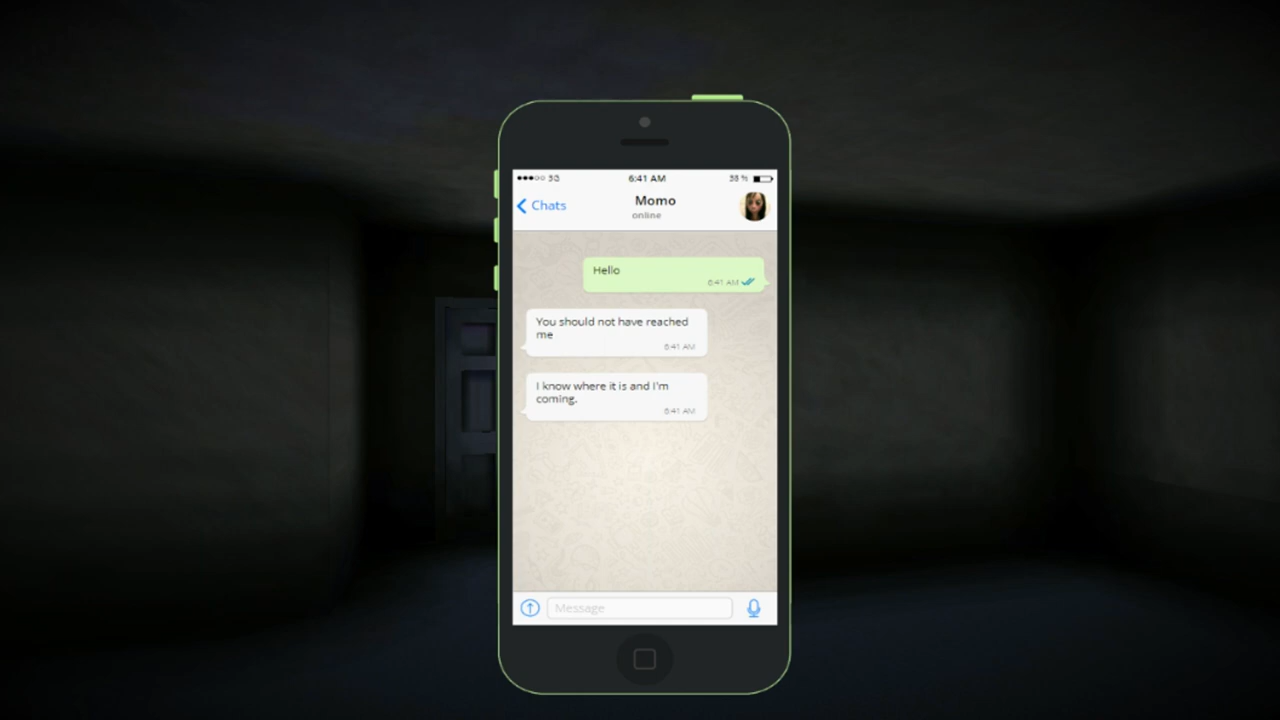 3G 6:41 AM 38 %
Chats Momo
online
Hello
6:41 AM
You should not have reached
me
6:41 AM
I know where it is and I'm
coming.
6:41 AM
Message